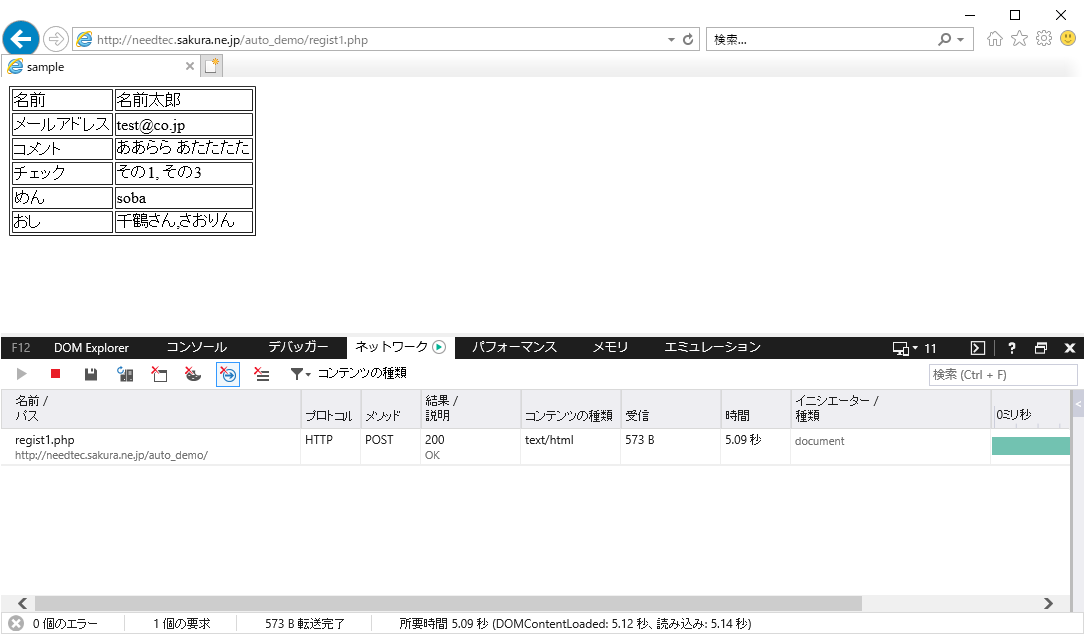 http://needtec.sakura.ne.jp/auto_demo/regist1.php
検索...
sample
名前 名前太郎
メールアドレス test@co.jp
コメント ああらら あたたたた
チェック その1, その3
めん soba
おし 千鶴さん,さおりん
F12 DOM Explorer コンソール デバッガー ネットワーク パフォーマンス メモリ エミュレーション 11 ?
コンテンツの種類 検索 (Ctrl + F)
名前 / 結果 / イニシエーター /
パス プロトコル メソッド 説明 コンテンツの種類 受信 時間 種類 0ミリ秒
regist1.php HTTP POST 200 text/html 573 B 5.09 秒 document
http://needtec.sakura.ne.jp/auto_demo/ OK
0 個のエラー 1 個の要求 573 B 転送完了 所要時間 5.09 秒 (DOMContentLoaded: 5.12 秒、読み込み: 5.14 秒)